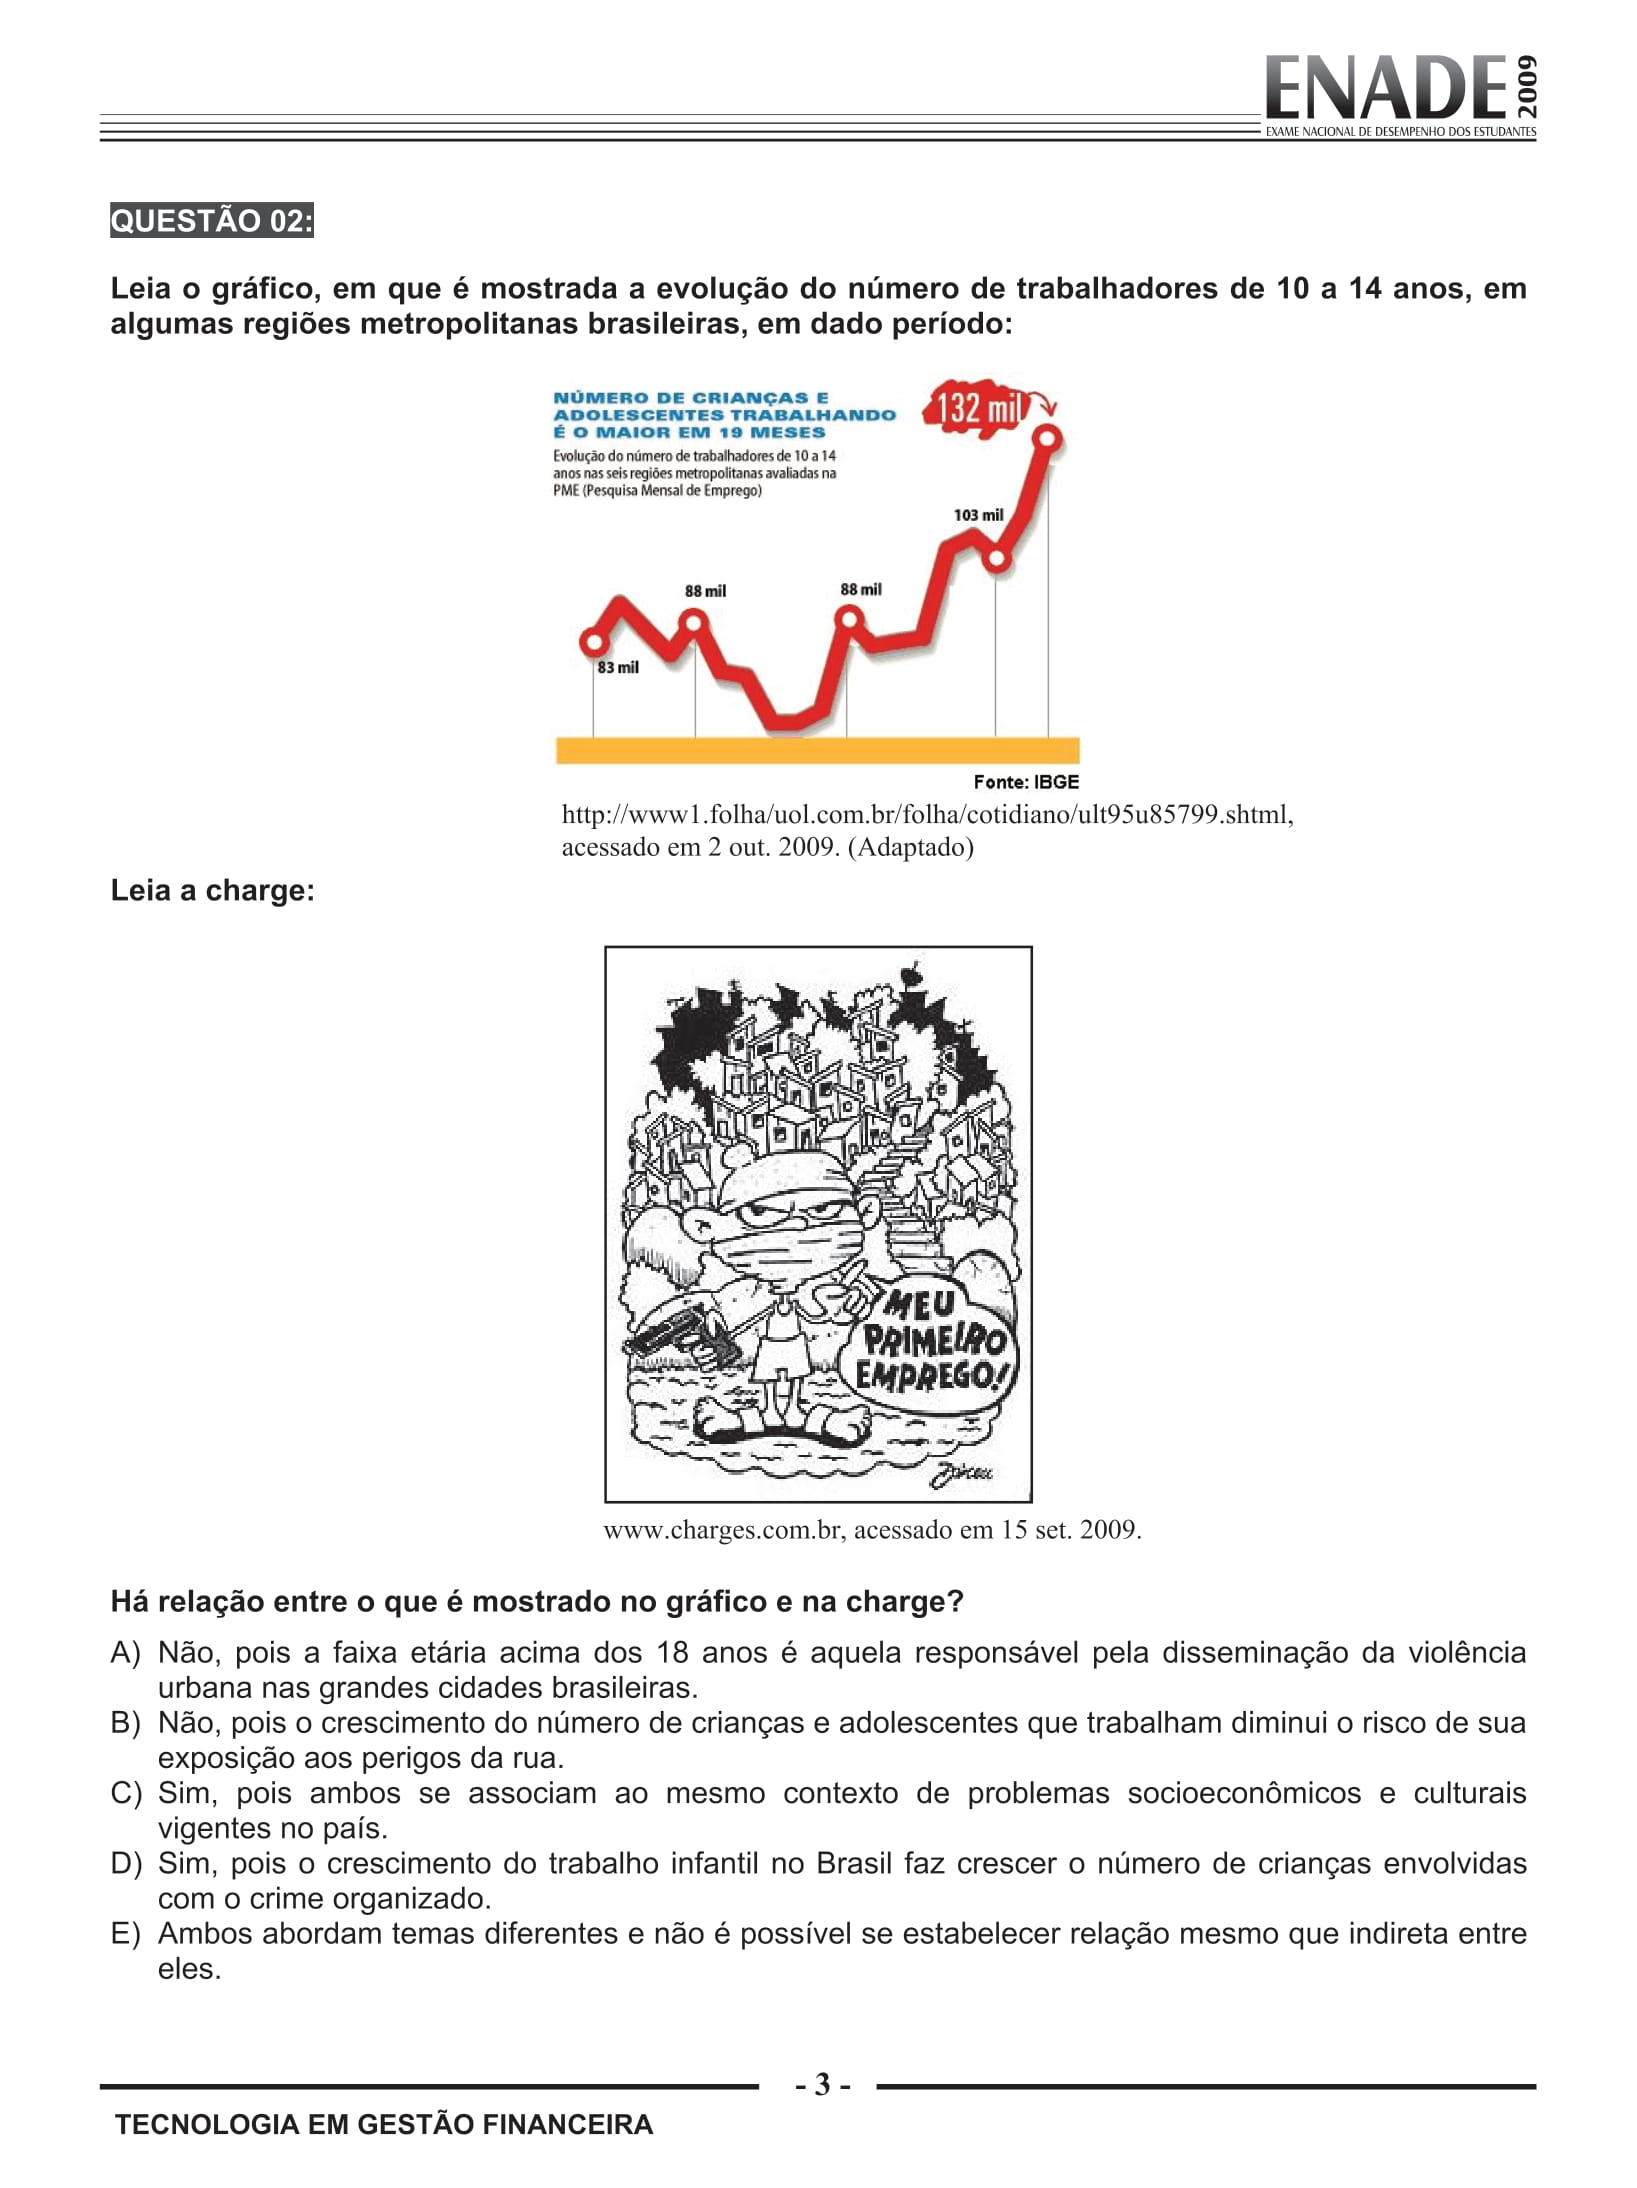 ENADE 2009
EXAME NACIONAL DE DESEMPENHO DOS ESTUDANTES
QUESTÃO 02:
Leia o gráfico, em que é mostrada a evolução do número de trabalhadores de 10 a 14 anos, em
algumas regiões metropolitanas brasileiras, em dado período:
NÚMERO DE CRIANÇAS E
ADOLESCENTES TRABALHANDO
É O MAIOR EM 19 MESES
Evolução do número de trabalhadores de 10 a 14
anos nas seis regiões metropolitanas avaliadas na
PME (Pesquisa Mensal de Emprego)
132 mil
103 mil
88 mil
88 mil
83 mil
Fonte: IBGE
http://www1.folha/uol.com.br/folha/cotidiano/ult95u85799.shtml,
acessado em 2 out. 2009. (Adaptado)
Leia a charge:
MEU
PRIMEIRO
EMPREGO!
Dirceu
www.charges.com.br, acessado em 15 set. 2009.
Há relação entre o que é mostrado no gráfico e na charge?
A) Não, pois a faixa etária acima dos 18 anos é aquela responsável pela disseminação da violência
urbana nas grandes cidades brasileiras.
B) Não, pois o crescimento do número de crianças e adolescentes que trabalham diminui o risco de sua
exposição aos perigos da rua.
C) Sim, pois ambos se associam ao mesmo contexto de problemas socioeconômicos e culturais
vigentes no país.
D) Sim, pois o crescimento do trabalho infantil no Brasil faz crescer o número de crianças envolvidas
com o crime organizado.
E) Ambos abordam temas diferentes e não é possível se estabelecer relação mesmo que indireta entre
eles.
- 3 -
TECNOLOGIA EM GESTÃO FINANCEIRA